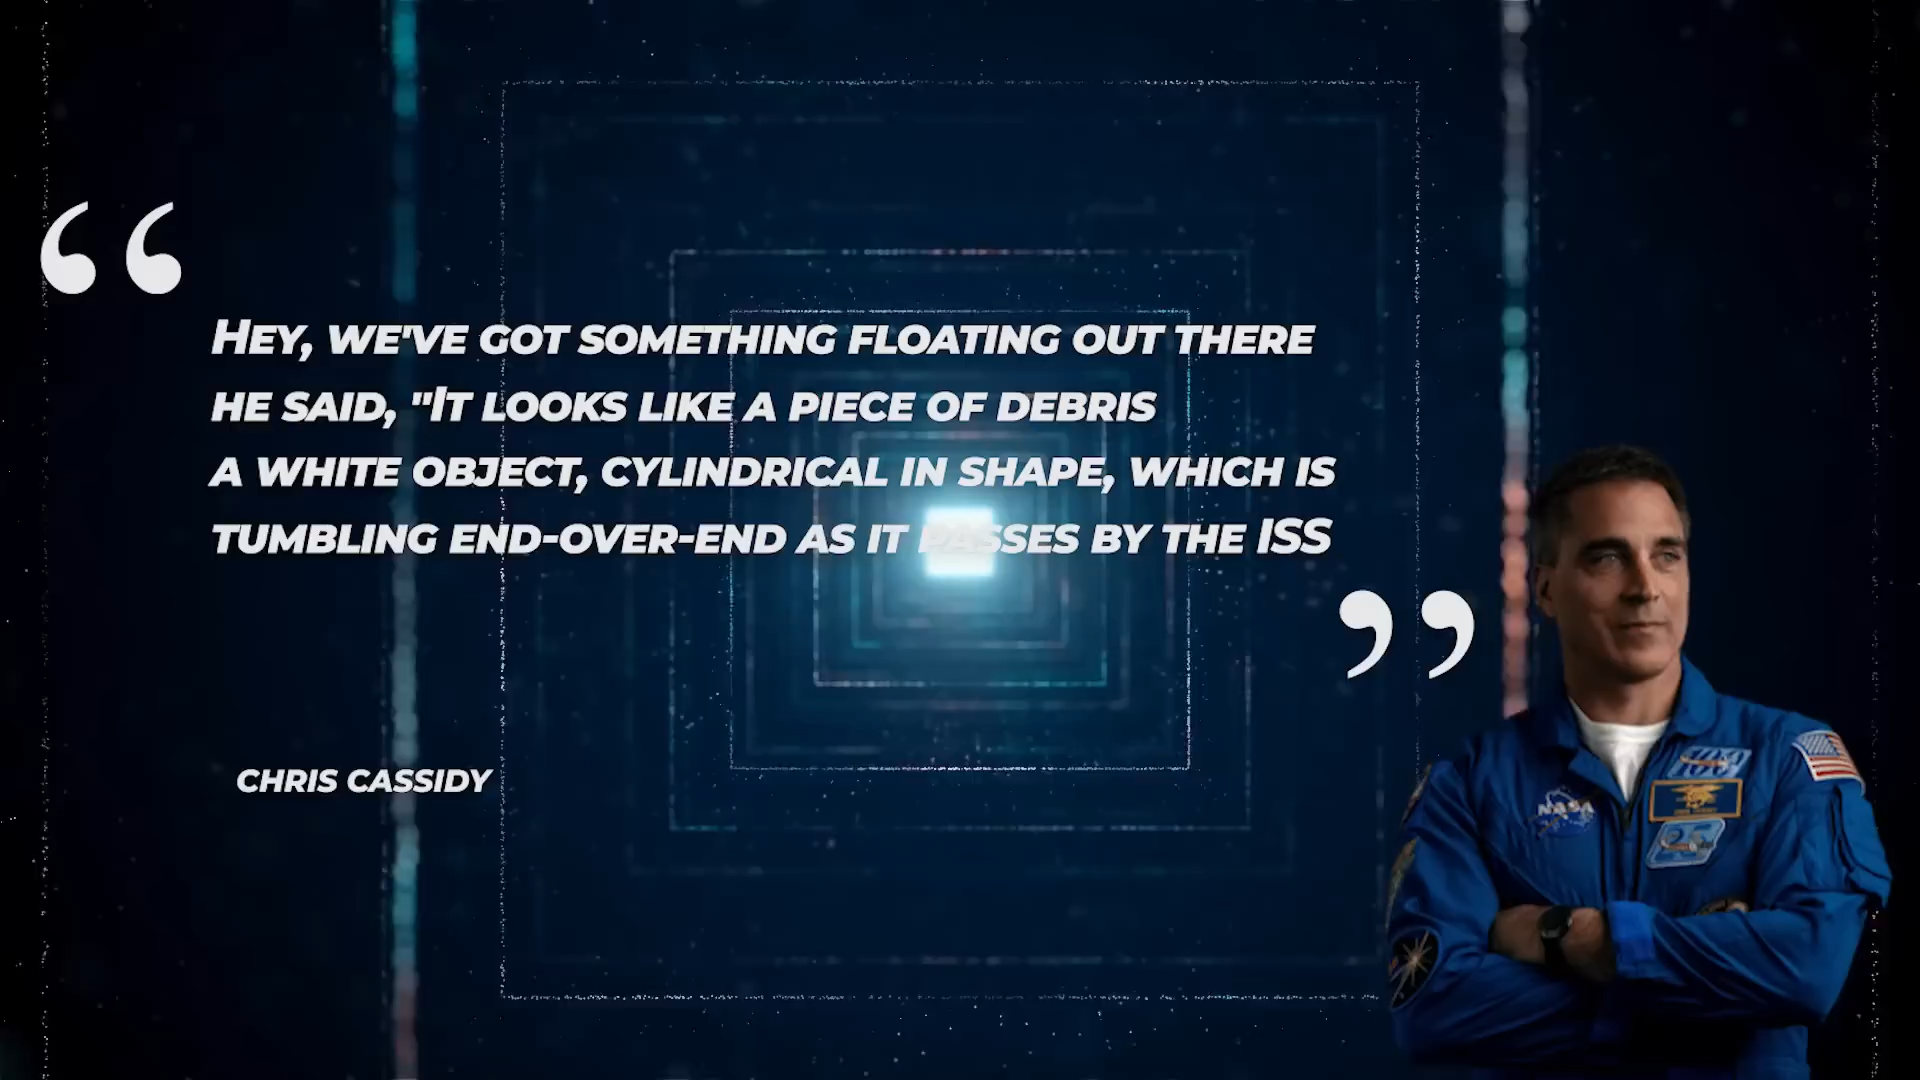 “
HEY, WE'VE GOT SOMETHING FLOATING OUT THERE
HE SAID, "IT LOOKS LIKE A PIECE OF DEBRIS
A WHITE OBJECT, CYLINDRICAL IN SHAPE, WHICH IS
TUMBLING END-OVER-END AS IT PASSES BY THE ISS
”
CHRIS CASSIDY
NASA